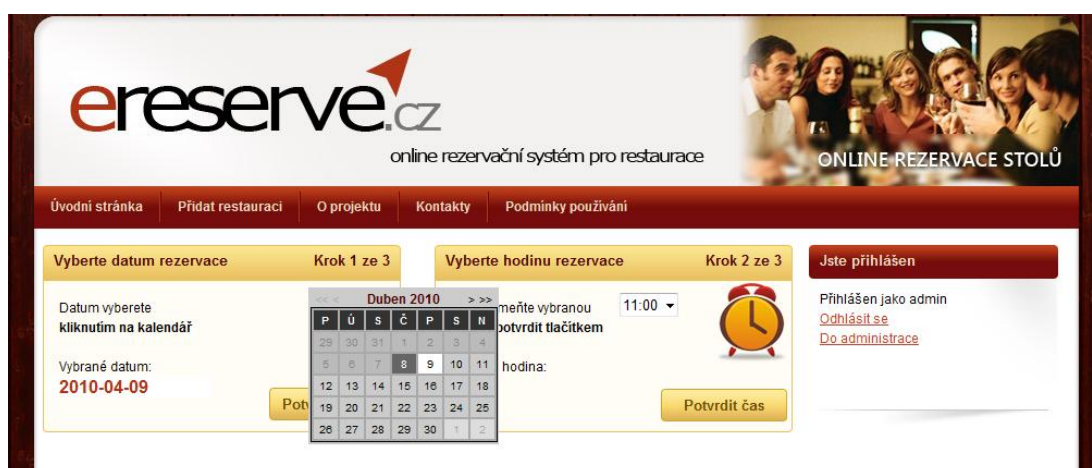 ereserve.cz
online rezervační systém pro restaurace
ONLINE REZERVACE STOLŮ
Úvodní stránka Přidat restauraci O projektu Kontakty Podmínky používání
Vyberte datum rezervace Krok 1 ze 3
Datum vyberete
kliknutím na kalendář
Vybrané datum:
2010-04-09
<< < Duben 2010 > >>
P Ú S Č P S N
29 30 31 1 2 3 4
5 6 7 8 9 10 11
12 13 14 15 16 17 18
19 20 21 22 23 24 25
26 27 28 29 30 1 2
Vyberte hodinu rezervace Krok 2 ze 3
meňte vybranou 11:00
potvrdit tlačítkem
hodina:
Potvrdit čas
Jste přihlášen
Přihlášen jako admin
Odhlásit se
Do administrace